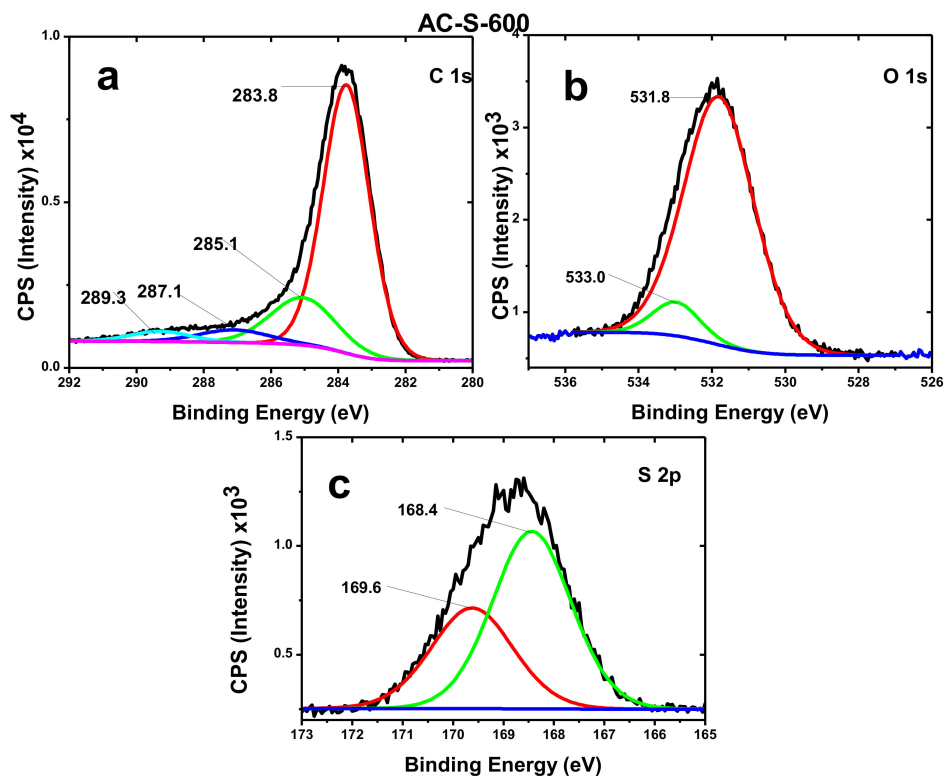 AC-S-600
a
C 1s
283.8
285.1
287.1
289.3
CPS (Intensity) x10^4
1.0
0.5
0.0
292 290 288 286 284 282 280
Binding Energy (eV)
b
O 1s
531.8
533.0
CPS (Intensity) x10^3
4
3
2
1
536 534 532 530 528 526
Binding Energy (eV)
c
S 2p
168.4
169.6
CPS (Intensity) x10^3
1.5
1.0
0.5
173 172 171 170 169 168 167 166 165
Binding Energy (eV)